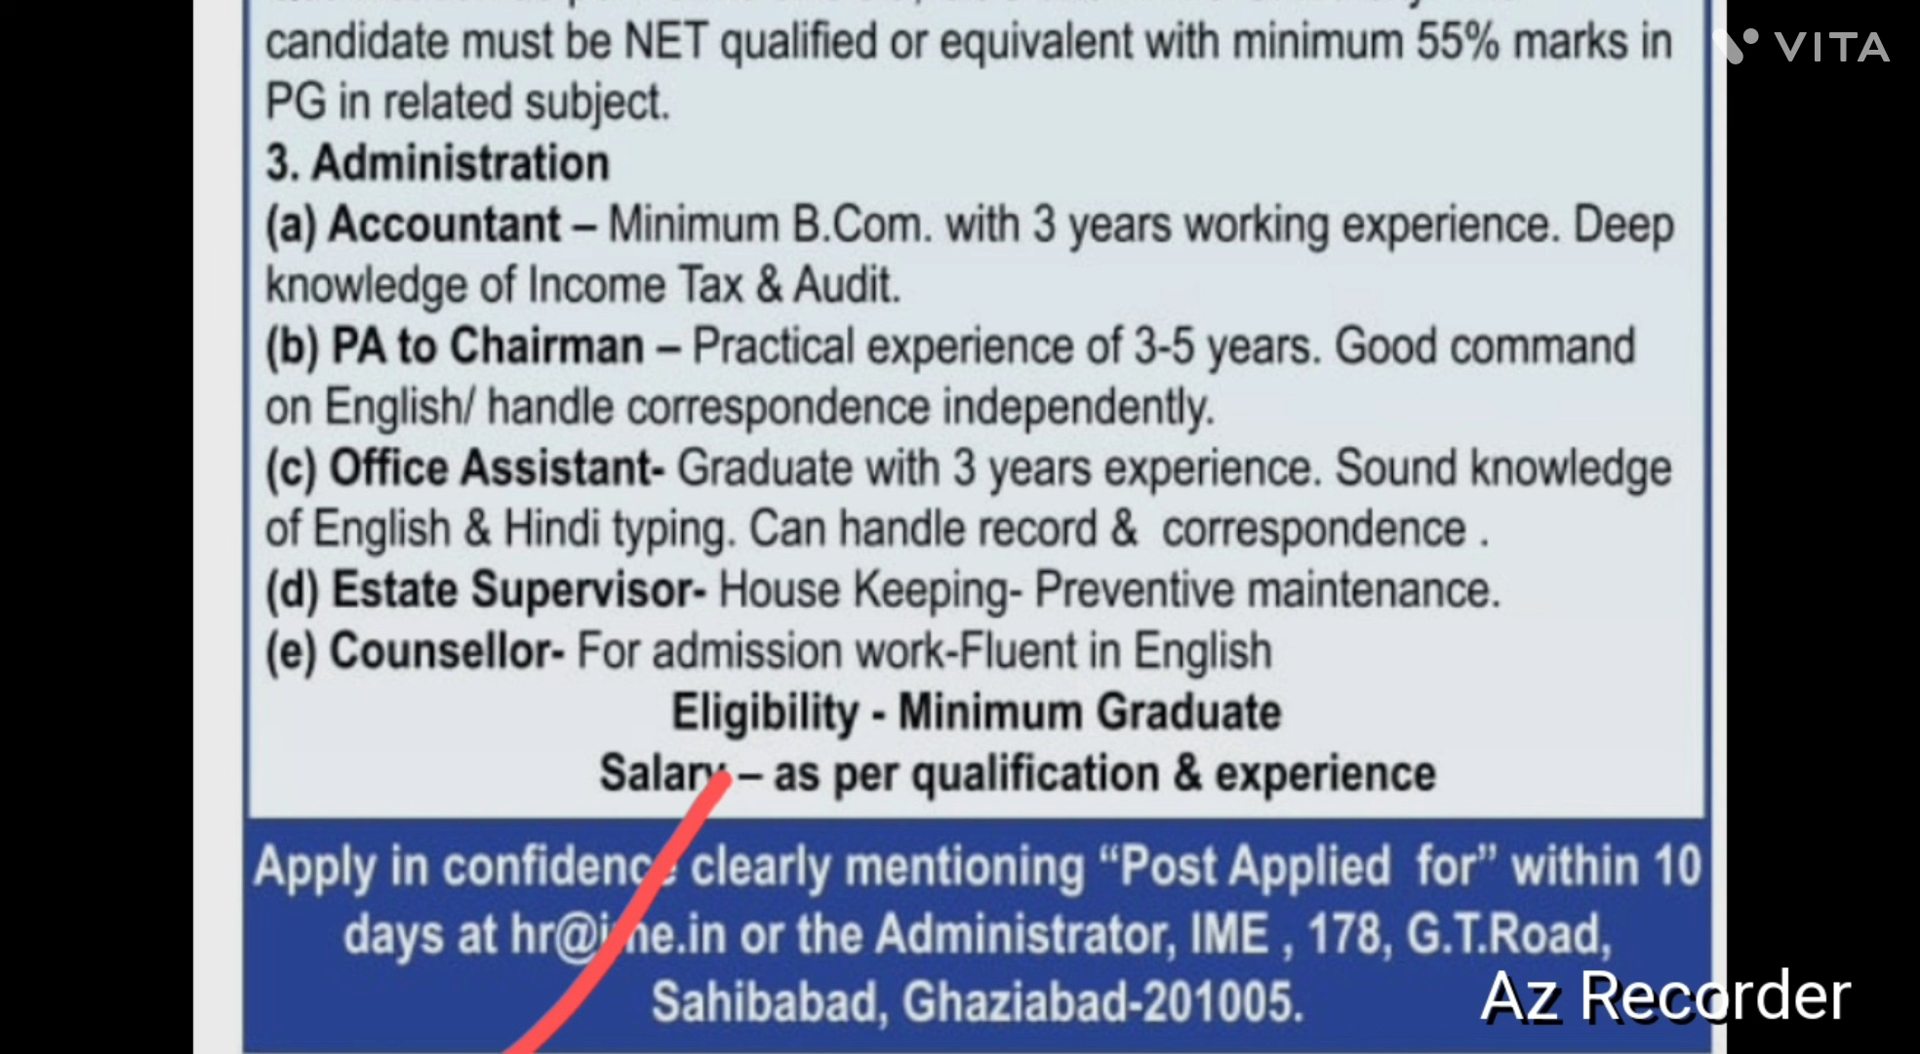 candidate must be NET qualified or equivalent with minimum 55% marks in
PG in related subject.
3. Administration
(a) Accountant – Minimum B.Com. with 3 years working experience. Deep
knowledge of Income Tax & Audit.
(b) PA to Chairman – Practical experience of 3-5 years. Good command
on English/ handle correspondence independently.
(c) Office Assistant- Graduate with 3 years experience. Sound knowledge
of English & Hindi typing. Can handle record & correspondence .
(d) Estate Supervisor- House Keeping- Preventive maintenance.
(e) Counsellor- For admission work-Fluent in English
Eligibility - Minimum Graduate
Salary – as per qualification & experience
Apply in confidence clearly mentioning “Post Applied for” within 10
days at hr@ime.in or the Administrator, IME , 178, G.T.Road,
Sahibabad, Ghaziabad-201005.
VITA
Az Recorder